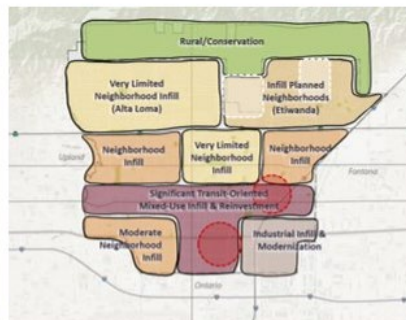 Rural/Conservation
Very Limited
Neighborhood Infill
(Alta Loma)
Infill Planned
Neighborhoods
(Etiwanda)
Upland
Neighborhood
Infill
Very Limited
Neighborhood
Infill
Neighborhood
Infill
Fontana
Significant Transit-Oriented
Mixed-Use Infill & Reinvestment
Moderate
Neighborhood
Infill
Industrial Infill &
Modernization
Ontario